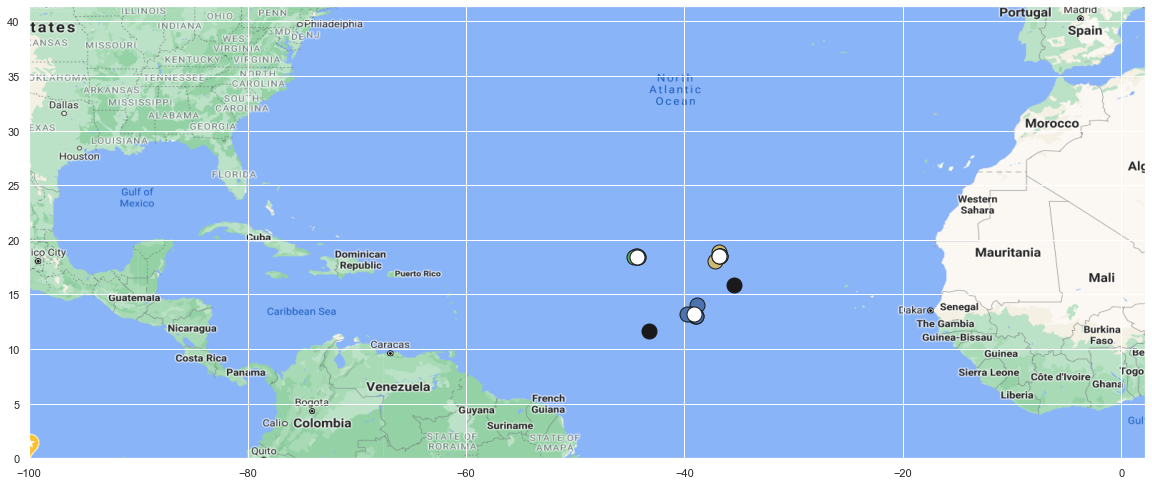 ILLINOIS
OHIO
PENN
Philadelphia
tates
INDIANA
MD
DE
NJ
KANSAS
MISSOURI
WEST
VIRGINIA
KENTUCKY
VIRGINIA
OKLAHOMA
TENNESSEE
NORTH
CAROLINA
ARKANSAS
MISSISSIPPI
SOUTH
CAROLINA
Dallas
ALABAMA
GEORGIA
EXAS
LOUISIANA
Houston
FLORIDA
Gulf of
Mexico
North
Atlantic
Ocean
Portugal
Madrid
Spain
Morocco
Alg
Western
Sahara
Mauritania
Mali
Cuba
ico City
Dominican
Republic
Puerto Rico
Guatemala
Caribbean Sea
Nicaragua
Costa Rica
Panama
Caracas
Venezuela
Bogota
Cali
Colombia
Guyana
French
Guiana
Suriname
STATE OF
RORAIMA
STATE OF
AMAPA
Quito
Dakar
Senegal
The Gambia
Guinea-Bissau
Burkina
Faso
Guinea
Be
Sierra Leone
Côte d'Ivoire
Togo
Ghana
Liberia
Gul
40
35
30
25
20
15
10
5
0
−100
−80
−60
−40
−20
0